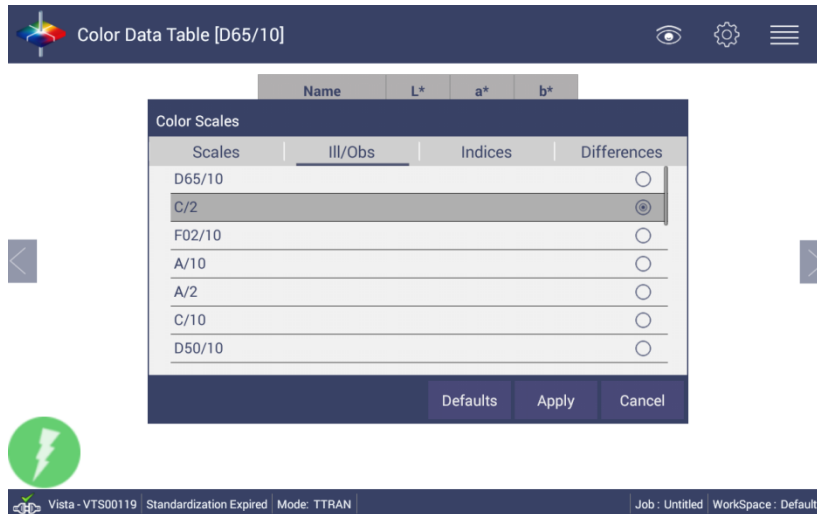 Color Data Table [D65/10]
Name L* a* b*
Color Scales
Scales Ill/Obs Indices Differences
D65/10
C/2
F02/10
A/10
A/2
C/10
D50/10
Defaults Apply Cancel
Vista - VTS00119 Standardization Expired Mode: TTRAN Job : Untitled WorkSpace : Default